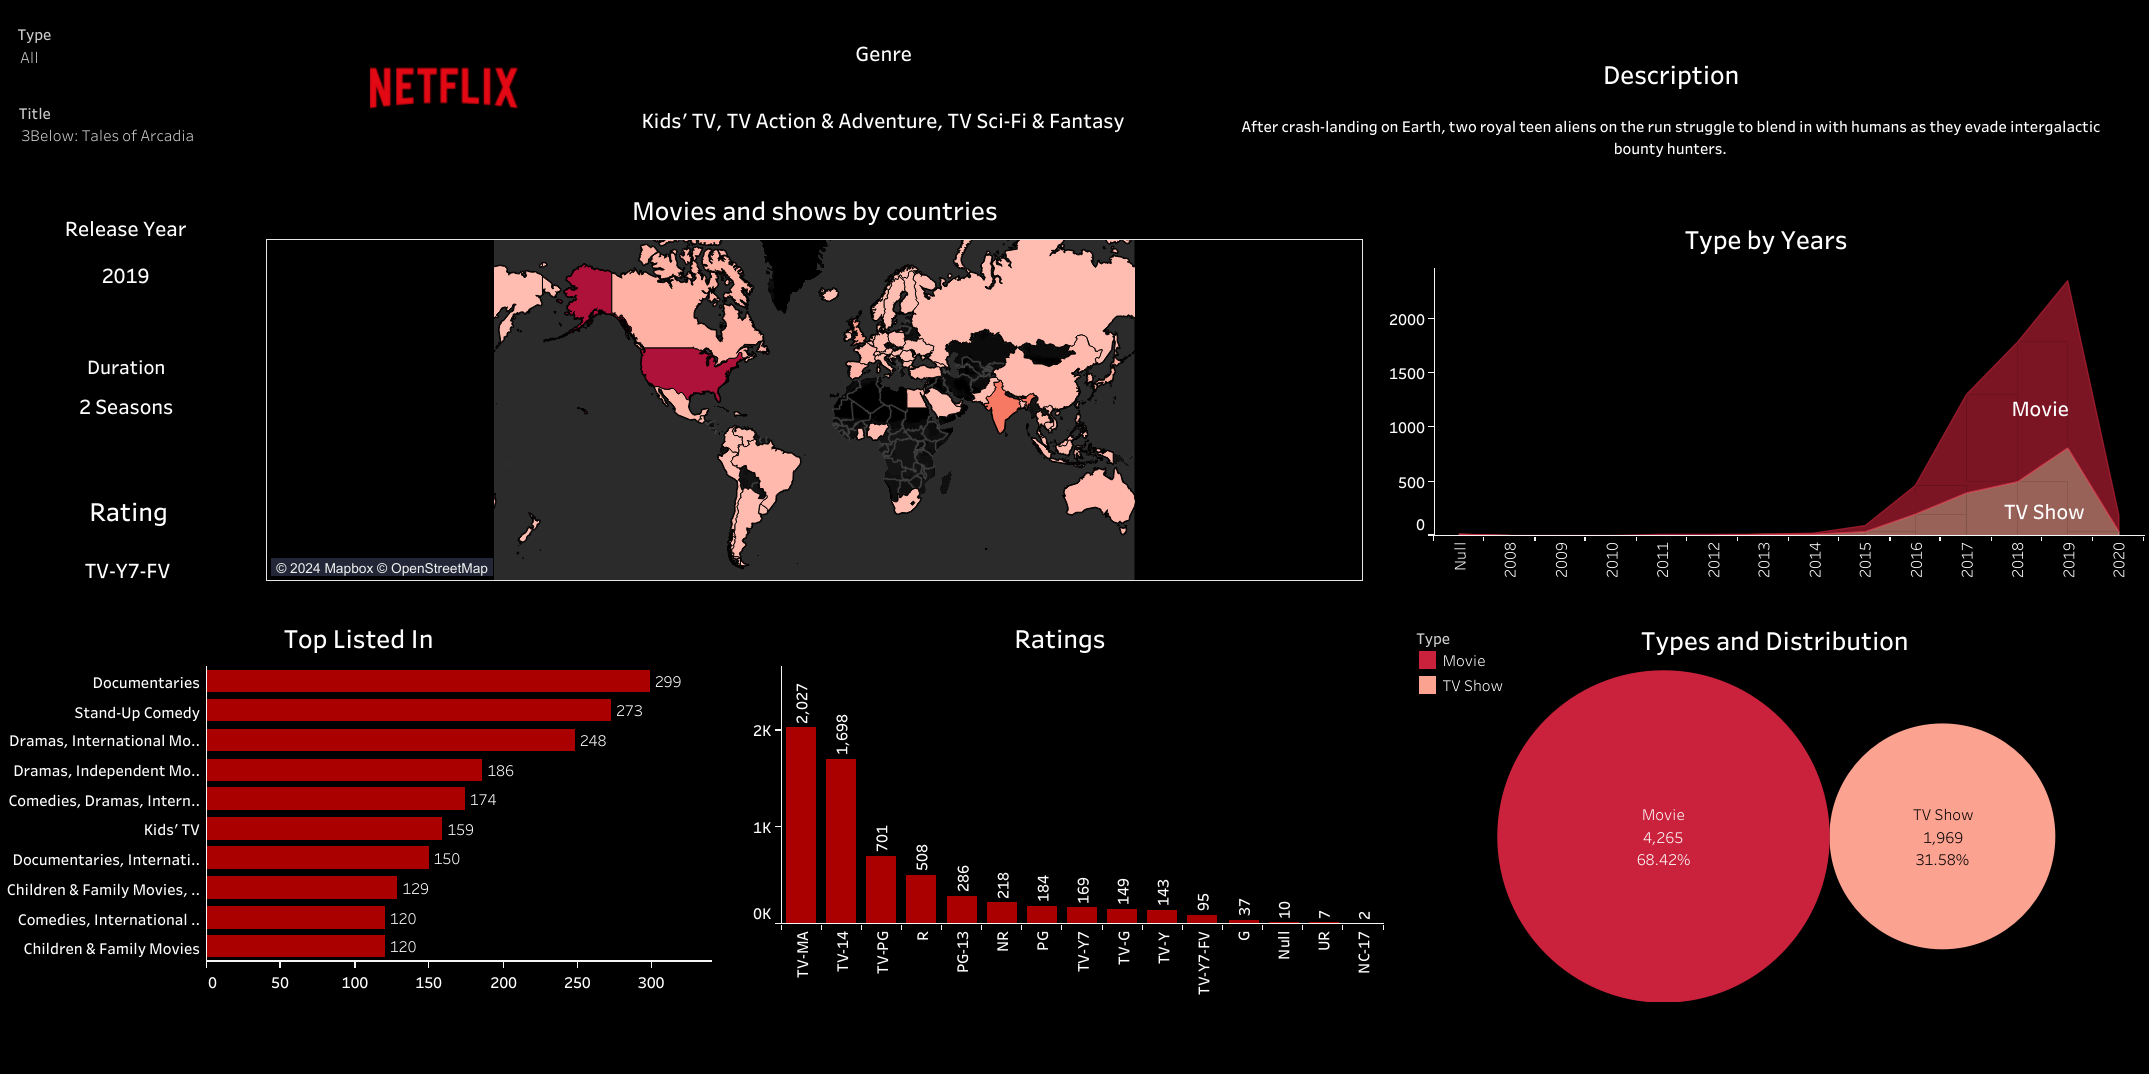 Type
All
Title
3Below: Tales of Arcadia
NETFLIX
Genre
Kids' TV, TV Action & Adventure, TV Sci-Fi & Fantasy
Description
After crash-landing on Earth, two royal teen aliens on the run struggle to blend in with humans as they evade intergalactic
bounty hunters.
Release Year
2019
Duration
2 Seasons
Rating
TV-Y7-FV
Movies and shows by countries
© 2024 Mapbox © OpenStreetMap
Type by Years
2000
1500
1000
500
0
Movie
TV Show
Null
2008
2009
2010
2011
2012
2013
2014
2015
2016
2017
2018
2019
2020
Top Listed In
Documentaries 299
Stand-Up Comedy 273
Dramas, International Mo.. 248
Dramas, Independent Mo.. 186
Comedies, Dramas, Intern.. 174
Kids' TV 159
Documentaries, Internati.. 150
Children & Family Movies, .. 129
Comedies, International .. 120
Children & Family Movies 120
0 50 100 150 200 250 300
Ratings
2K
1K
0K
2,027
1,698
701
508
286
218
184
169
149
143
95
37
10
7
2
TV-MA
TV-14
TV-PG
R
PG-13
NR
PG
TV-Y7
TV-G
TV-Y
TV-Y7-FV
G
Null
UR
NC-17
Types and Distribution
Type
Movie
TV Show
Movie
4,265
68.42%
TV Show
1,969
31.58%